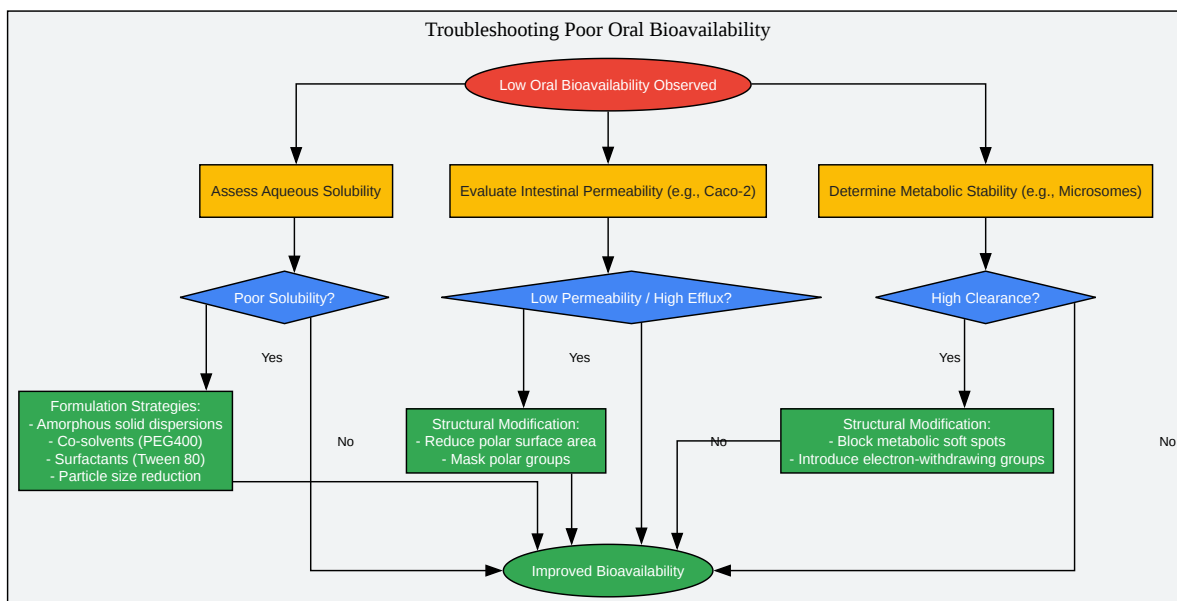 Troubleshooting Poor Oral Bioavailability
Low Oral Bioavailability Observed
Assess Aqueous Solubility
Evaluate Intestinal Permeability (e.g., Caco-2)
Determine Metabolic Stability (e.g., Microsomes)
Poor Solubility?
Low Permeability / High Efflux?
High Clearance?
Yes
Yes
Yes
Formulation Strategies:
- Amorphous solid dispersions
- Co-solvents (PEG400)
- Surfactants (Tween 80)
- Particle size reduction
No
Structural Modification:
- Reduce polar surface area
- Mask polar groups
No
Structural Modification:
- Block metabolic soft spots
- Introduce electron-withdrawing groups
No
Improved Bioavailability